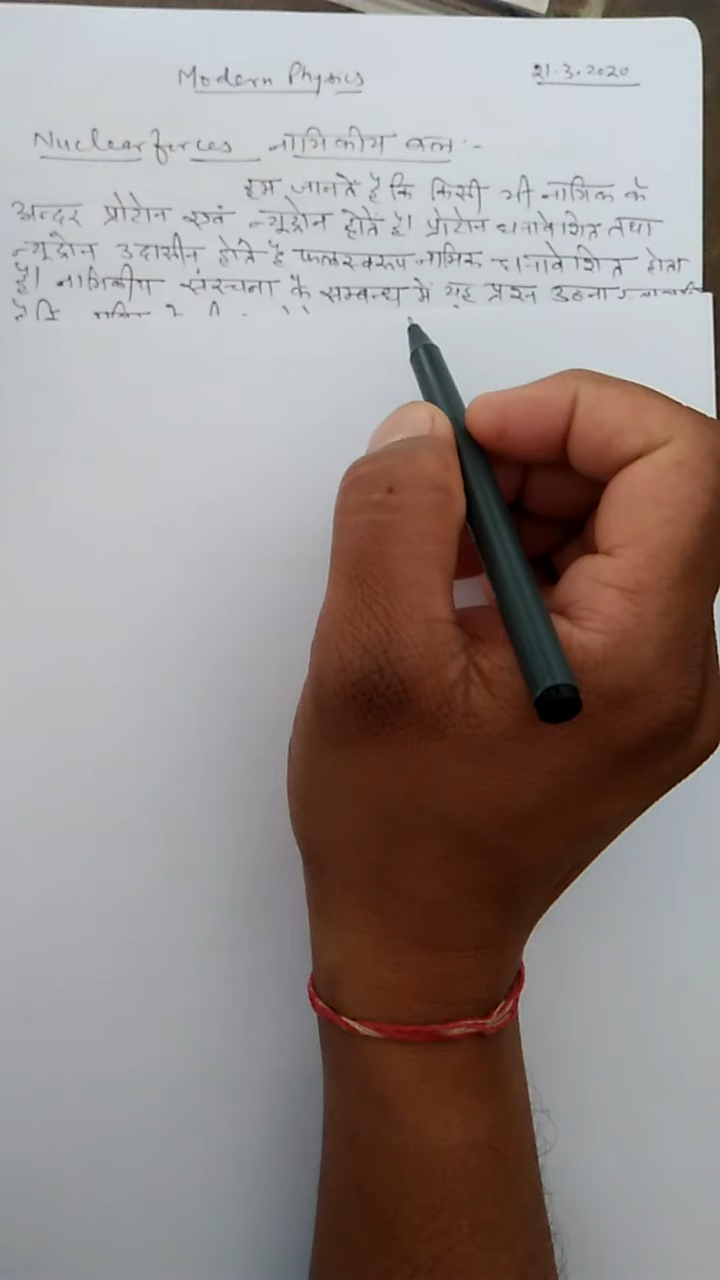 Modern Physics 21.3.2020
Nuclear forces नाभिकीय बल :-
हम जानते है कि किसी भी नाभिक के
अन्दर प्रोटोन एवं न्यूट्रोन होते है। प्रोटोन धनावेशित तथा
न्यूट्रोन उदासीन होते है फलस्वरूप नाभिक धनावेशित होता
है। नाभिकीय संरचना के सम्बन्ध में यह प्रश्न उठना